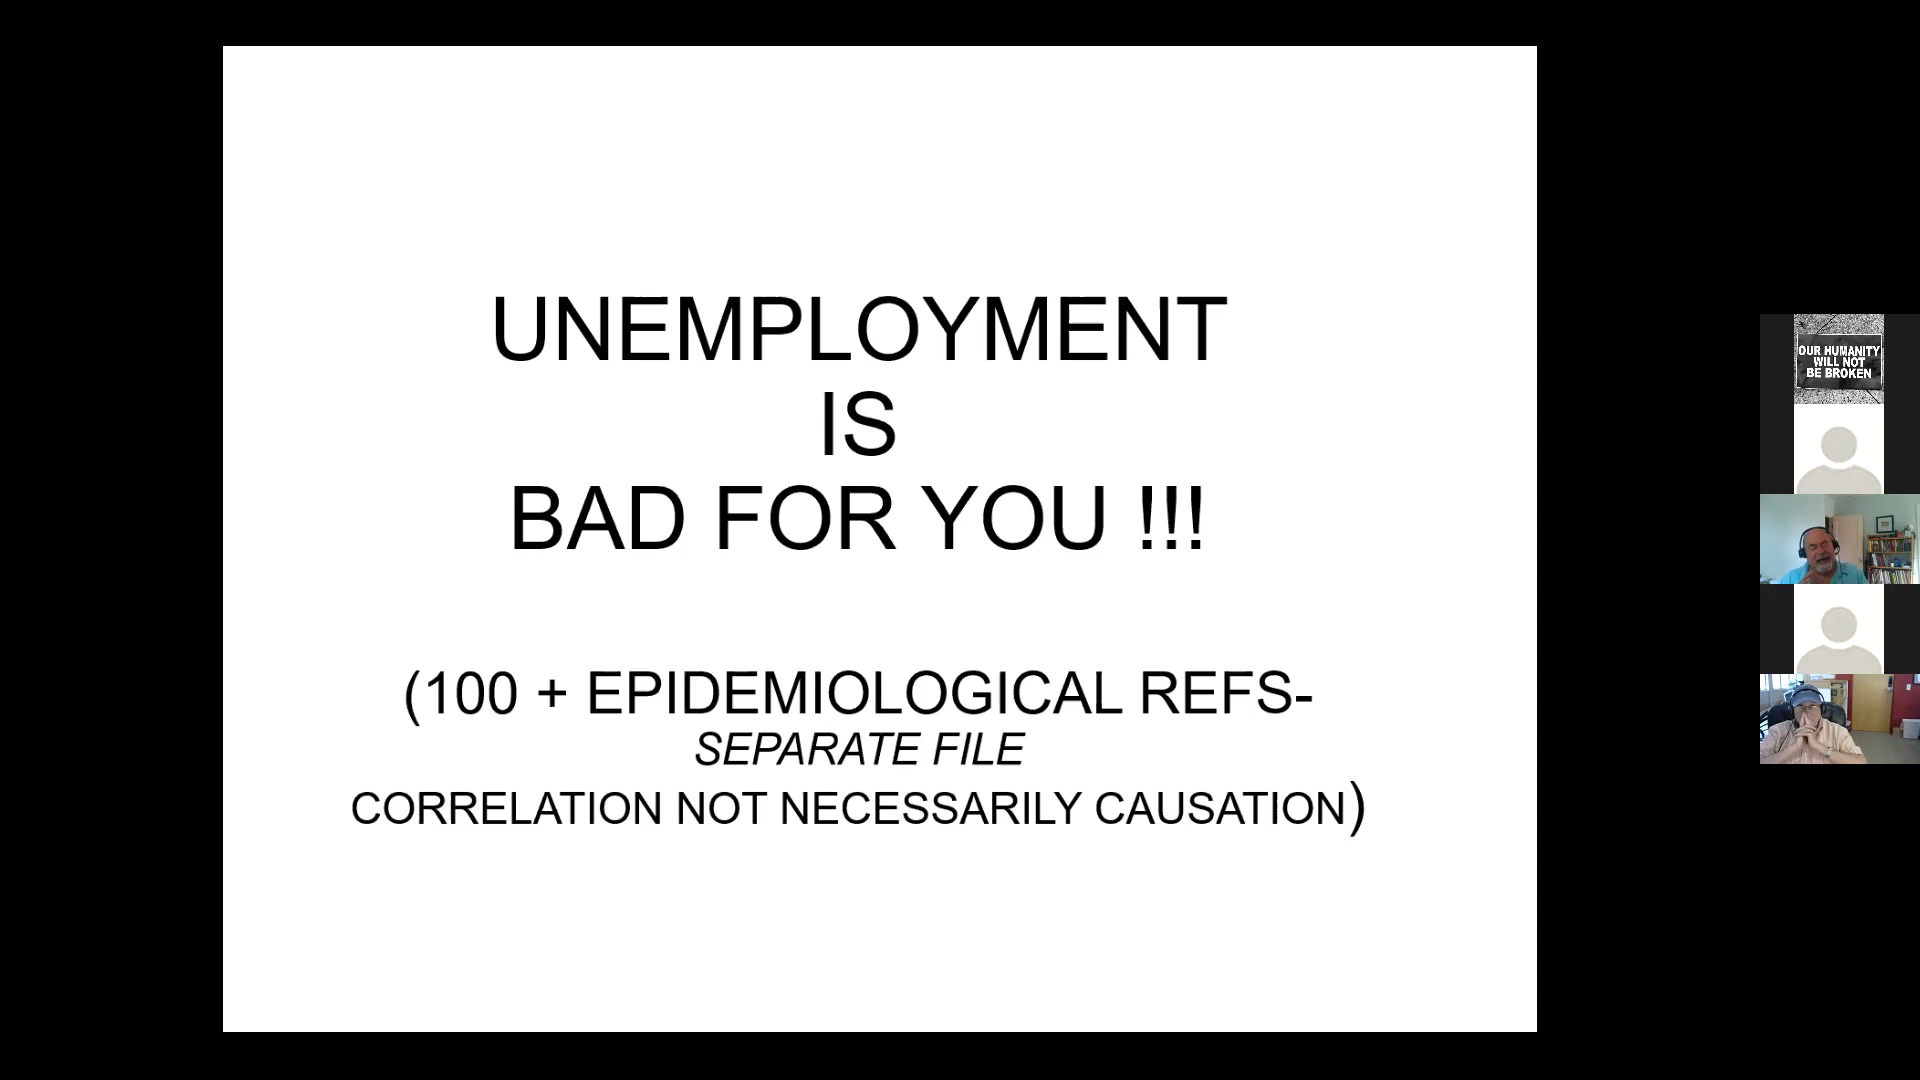 UNEMPLOYMENT
IS
BAD FOR YOU !!!
(100 + EPIDEMIOLOGICAL REFS-
SEPARATE FILE
CORRELATION NOT NECESSARILY CAUSATION)
OUR HUMANITY
WILL NOT
BE BROKEN